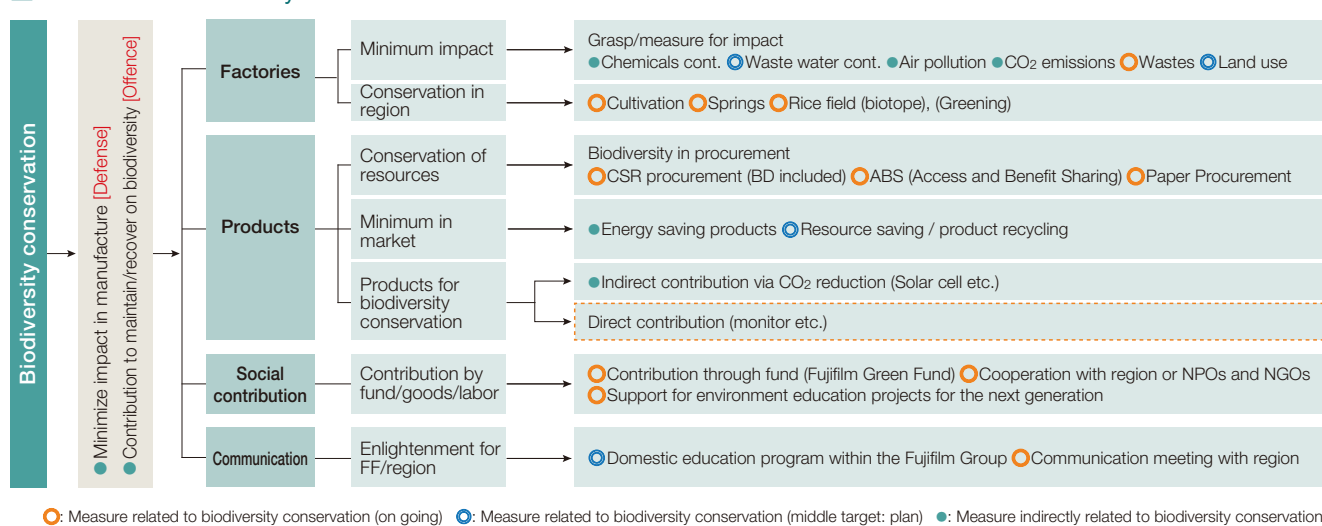 Biodiversity conservation
●Minimize impact in manufacture [Defense]
●Contribution to maintain/recover on biodiversity [Offence]
Factories
Minimum impact
Grasp/measure for impact
●Chemicals cont. ◎Waste water cont. ●Air pollution ●CO2 emissions ○Wastes ◎Land use
Conservation in
region
○Cultivation ○Springs ○Rice field (biotope), (Greening)
Products
Conservation of
resources
Biodiversity in procurement
○CSR procurement (BD included) ○ABS (Access and Benefit Sharing) ○Paper Procurement
Minimum in
market
●Energy saving products ◎Resource saving / product recycling
Products for
biodiversity
conservation
●Indirect contribution via CO2 reduction (Solar cell etc.)
Direct contribution (monitor etc.)
Social
contribution
Contribution by
fund/goods/labor
○Contribution through fund (Fujifilm Green Fund) ○Cooperation with region or NPOs and NGOs
○Support for environment education projects for the next generation
Communication
Enlightenment for
FF/region
◎Domestic education program within the Fujifilm Group ○Communication meeting with region
○: Measure related to biodiversity conservation (on going) ◎: Measure related to biodiversity conservation (middle target: plan) ●: Measure indirectly related to biodiversity conservation